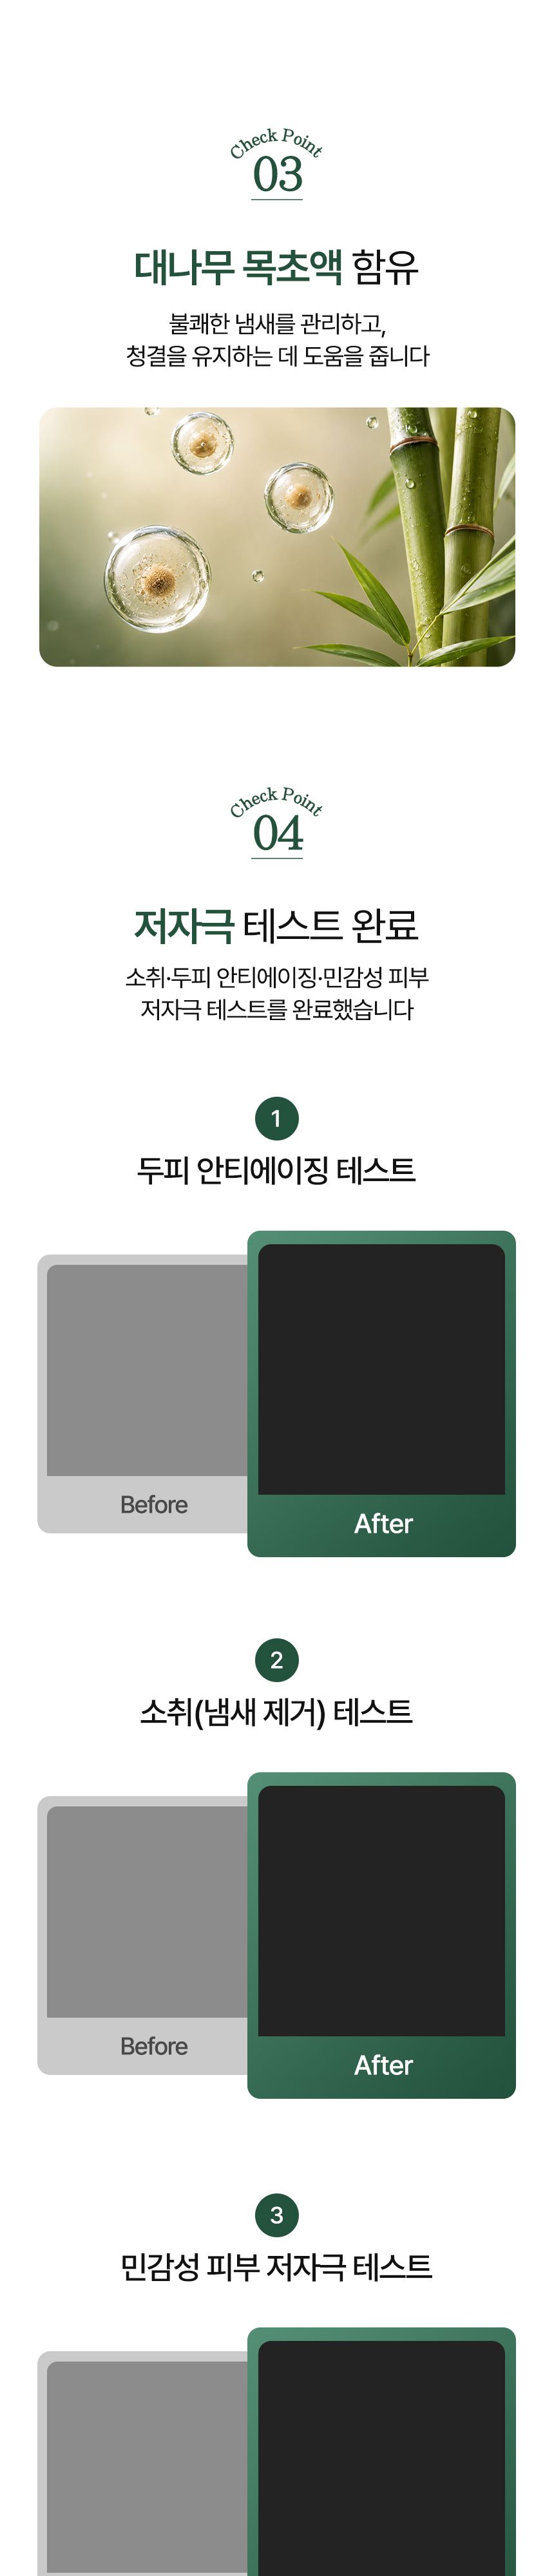 Check Point
03
대나무 목초액 함유
불쾌한 냄새를 관리하고,
청결을 유지하는 데 도움을 줍니다
Check Point
04
저자극 테스트 완료
소취·두피 안티에이징·민감성 피부
저자극 테스트를 완료했습니다
1
두피 안티에이징 테스트
Before
After
2
소취(냄새 제거) 테스트
Before
After
3
민감성 피부 저자극 테스트